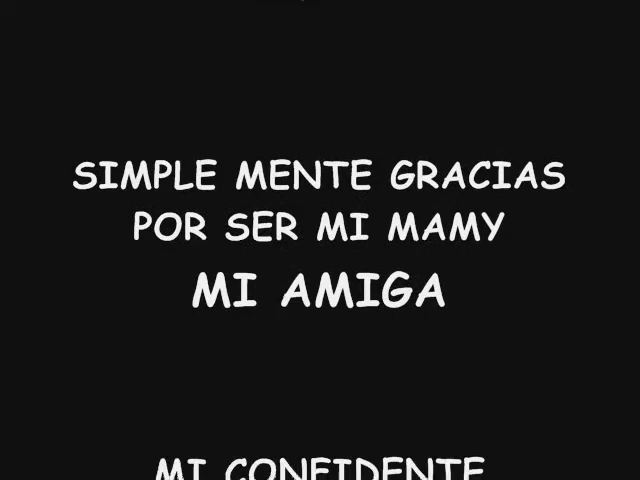 SIMPLE MENTE GRACIAS
POR SER MI MAMY
MI AMIGA
MI CONFIDENTE